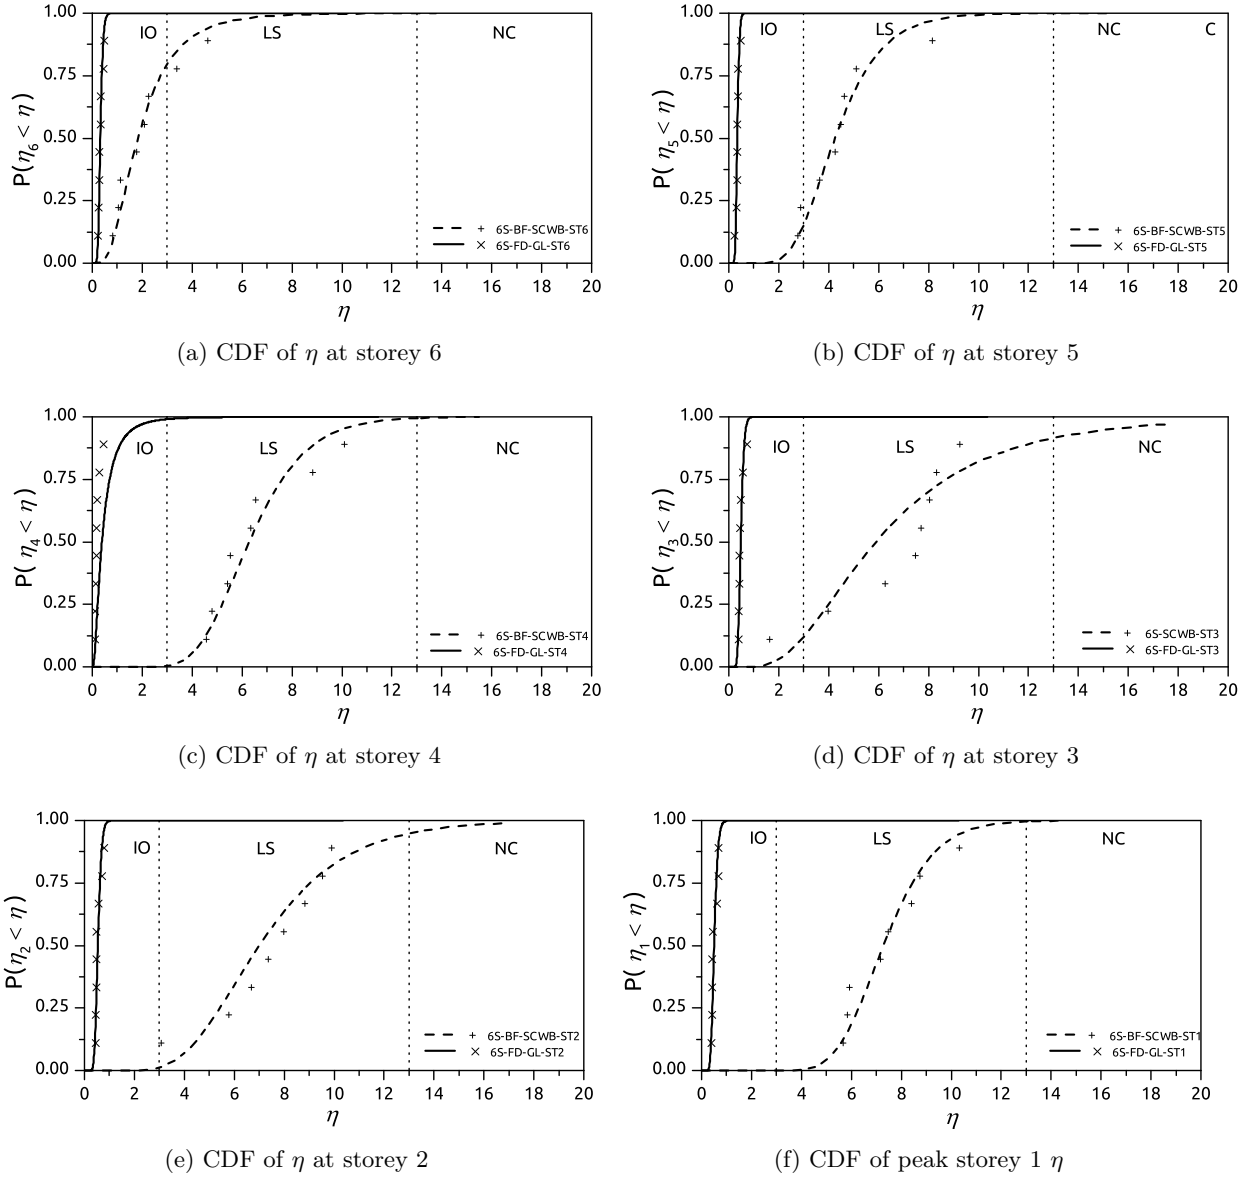 1.00
0.75
0.50
0.25
0.00
P( η6 < η )
IO LS NC
6S-BF-SCWB-ST6
6S-FD-GL-ST6
0 2 4 6 8 10 12 14 16 18 20
η
(a) CDF of η at storey 6
1.00
0.75
0.50
0.25
0.00
P( η5 < η )
IO LS NC C
6S-BF-SCWB-ST5
6S-FD-GL-ST5
0 2 4 6 8 10 12 14 16 18 20
η
(b) CDF of η at storey 5
1.00
0.75
0.50
0.25
0.00
P( η4 < η )
IO LS NC
6S-BF-SCWB-ST4
6S-FD-GL-ST4
0 2 4 6 8 10 12 14 16 18 20
η
(c) CDF of η at storey 4
1.00
0.75
0.50
0.25
0.00
P( η3 < η )
IO LS NC
6S-SCWB-ST3
6S-FD-GL-ST3
0 2 4 6 8 10 12 14 16 18 20
η
(d) CDF of η at storey 3
1.00
0.75
0.50
0.25
0.00
P(η2 < η )
IO LS NC
6S-BF-SCWB-ST2
6S-FD-GL-ST2
0 2 4 6 8 10 12 14 16 18 20
η
(e) CDF of η at storey 2
1.00
0.75
0.50
0.25
0.00
P( η1 < η )
IO LS NC
6S-BF-SCWB-ST1
6S-FD-GL-ST1
0 2 4 6 8 10 12 14 16 18 20
η
(f) CDF of peak storey 1 η